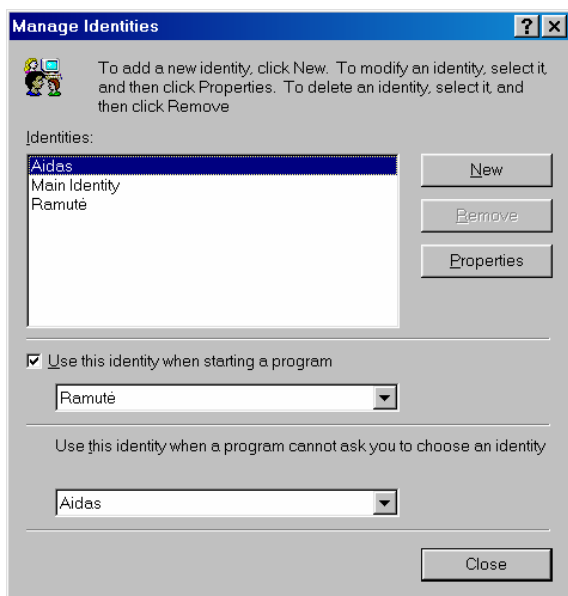 Manage Identities
To add a new identity, click New. To modify an identity, select it,
and then click Properties. To delete an identity, select it, and
then click Remove
Identities:
Aidas
Main Identity
Ramutė
New
Remove
Properties
Use this identity when starting a program
Ramutė
Use this identity when a program cannot ask you to choose an identity
Aidas
Close